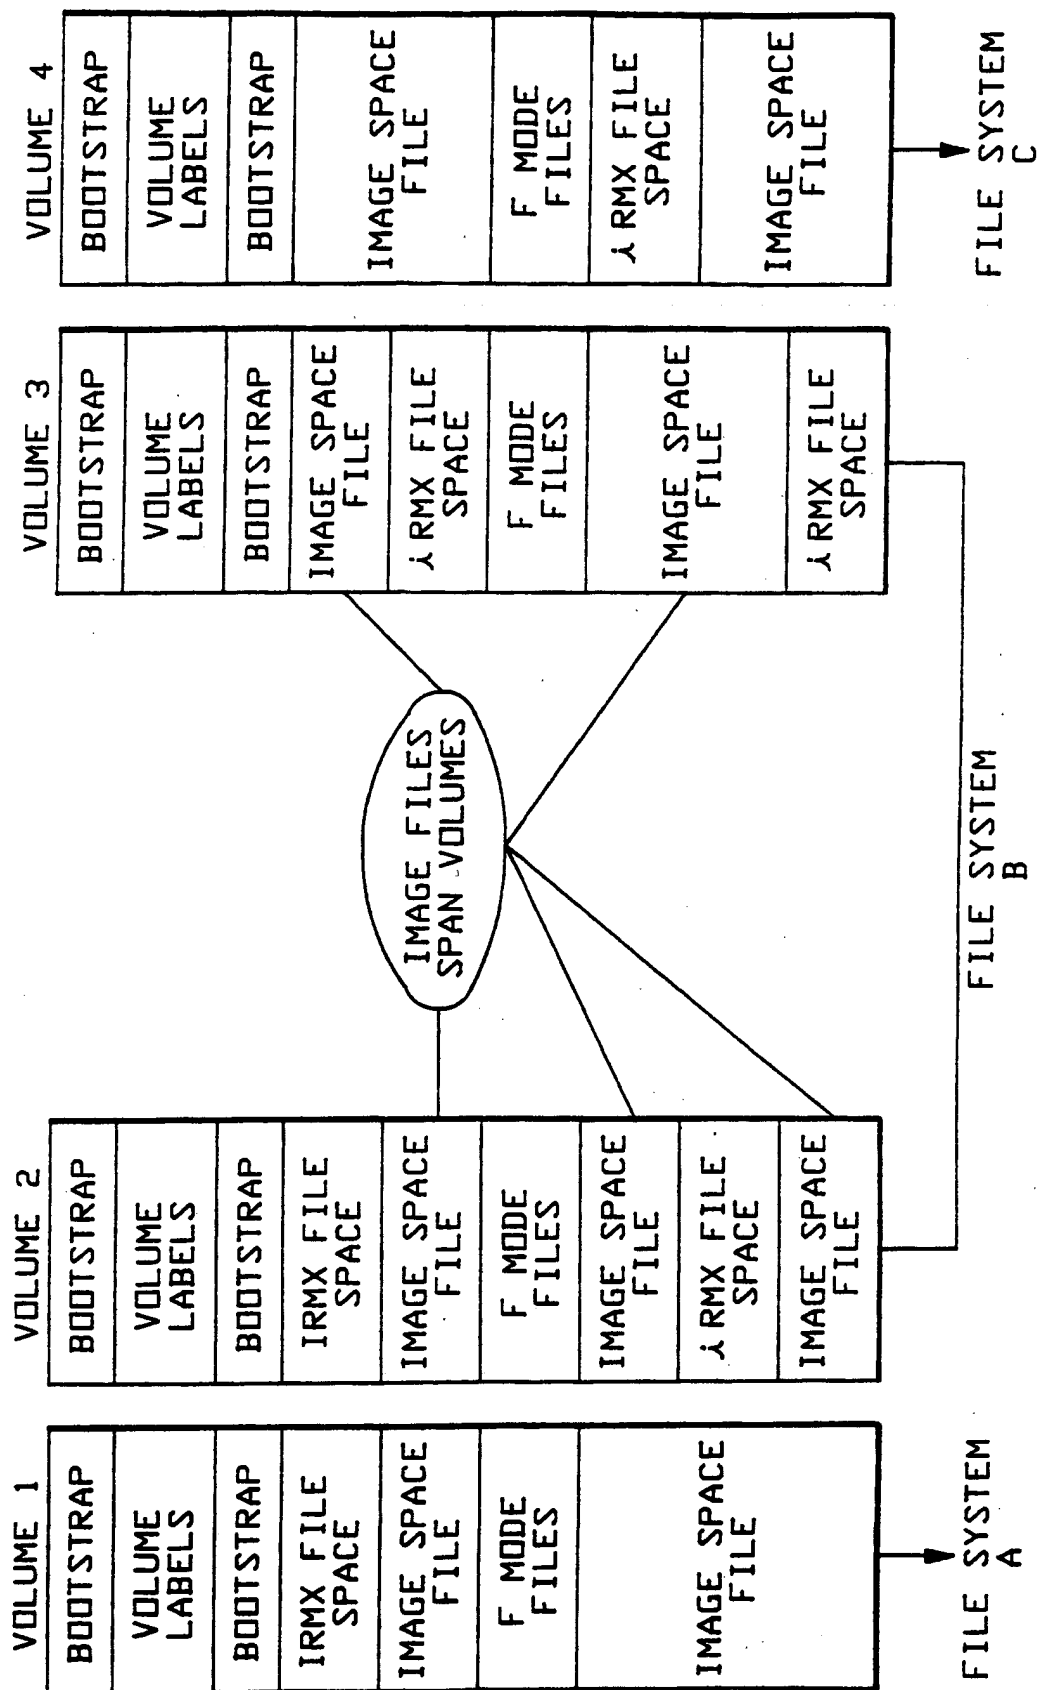 VOLUME 1
BOOTSTRAP
VOLUME
LABELS
BOOTSTRAP
IRMX FILE
SPACE
IMAGE SPACE
FILE
F MODE
FILES
IMAGE SPACE
FILE
FILE SYSTEM
A
VOLUME 2
BOOTSTRAP
VOLUME
LABELS
BOOTSTRAP
IRMX FILE
SPACE
IMAGE SPACE
FILE
F MODE
FILES
IMAGE SPACE
FILE
iRMX FILE
SPACE
IMAGE SPACE
FILE
IMAGE FILES
SPAN VOLUMES
FILE SYSTEM
B
VOLUME 3
BOOTSTRAP
VOLUME
LABELS
BOOTSTRAP
IMAGE SPACE
FILE
iRMX FILE
SPACE
F MODE
FILES
IMAGE SPACE
FILE
iRMX FILE
SPACE
VOLUME 4
BOOTSTRAP
VOLUME
LABELS
BOOTSTRAP
IMAGE SPACE
FILE
F MODE
FILES
iRMX FILE
SPACE
IMAGE SPACE
FILE
FILE SYSTEM
C